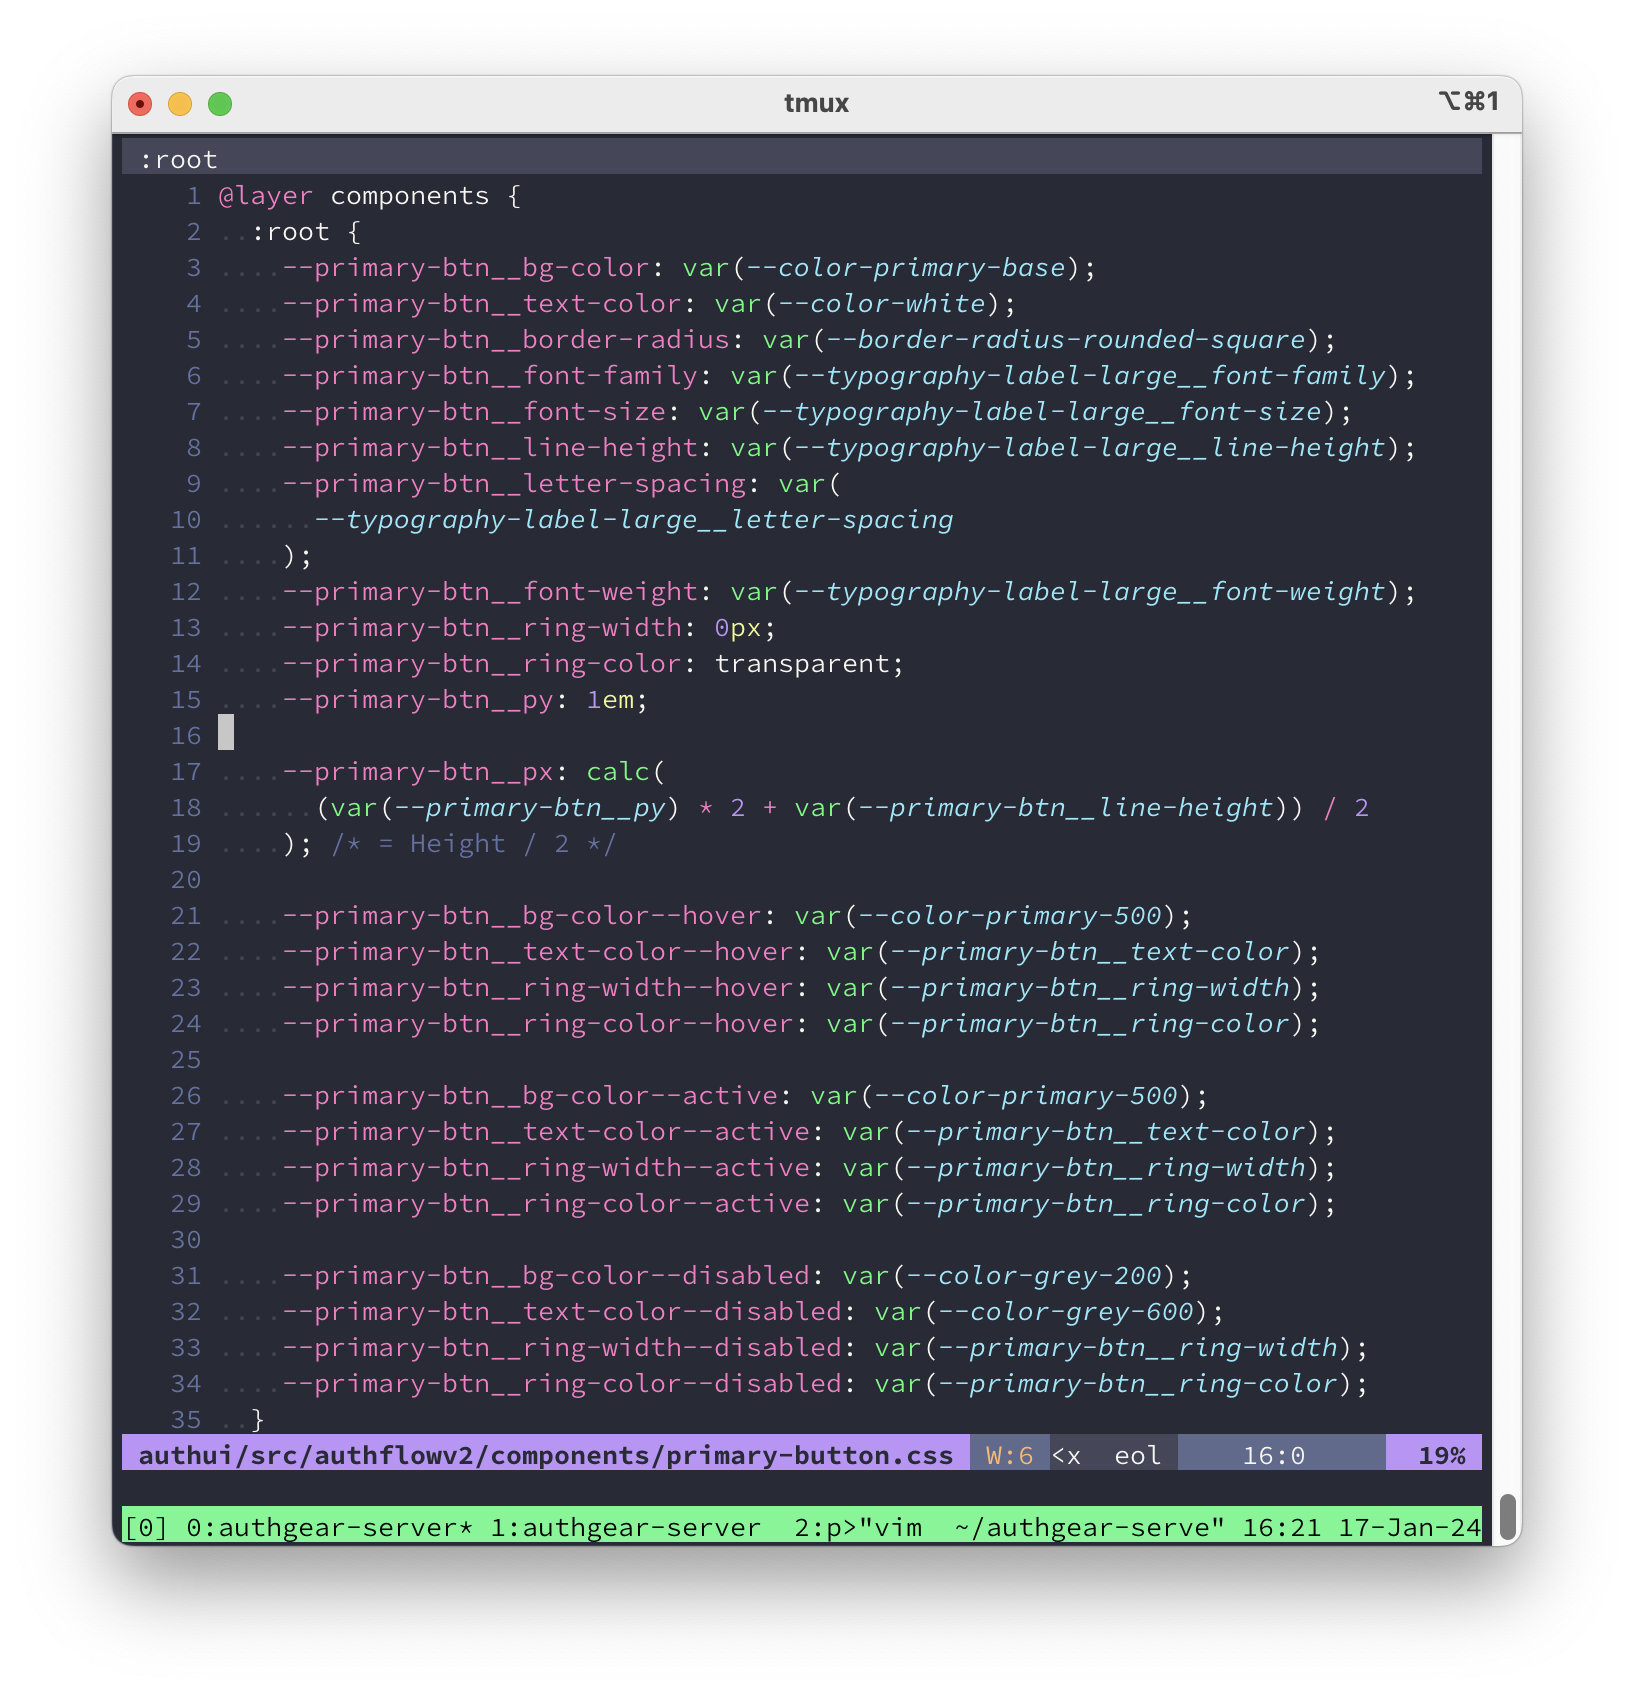 tmux
⌥⌘1
:root
1 @layer components {
2 ..:root {
3 ....--primary-btn__bg-color: var(--color-primary-base);
4 ....--primary-btn__text-color: var(--color-white);
5 ....--primary-btn__border-radius: var(--border-radius-rounded-square);
6 ....--primary-btn__font-family: var(--typography-label-large__font-family);
7 ....--primary-btn__font-size: var(--typography-label-large__font-size);
8 ....--primary-btn__line-height: var(--typography-label-large__line-height);
9 ....--primary-btn__letter-spacing: var(
10 ......--typography-label-large__letter-spacing
11 ....);
12 ....--primary-btn__font-weight: var(--typography-label-large__font-weight);
13 ....--primary-btn__ring-width: 0px;
14 ....--primary-btn__ring-color: transparent;
15 ....--primary-btn__py: 1em;
16
17 ....--primary-btn__px: calc(
18 ......(var(--primary-btn__py) * 2 + var(--primary-btn__line-height)) / 2
19 ....); /* = Height / 2 */
20
21 ....--primary-btn__bg-color--hover: var(--color-primary-500);
22 ....--primary-btn__text-color--hover: var(--primary-btn__text-color);
23 ....--primary-btn__ring-width--hover: var(--primary-btn__ring-width);
24 ....--primary-btn__ring-color--hover: var(--primary-btn__ring-color);
25
26 ....--primary-btn__bg-color--active: var(--color-primary-500);
27 ....--primary-btn__text-color--active: var(--primary-btn__text-color);
28 ....--primary-btn__ring-width--active: var(--primary-btn__ring-width);
29 ....--primary-btn__ring-color--active: var(--primary-btn__ring-color);
30
31 ....--primary-btn__bg-color--disabled: var(--color-grey-200);
32 ....--primary-btn__text-color--disabled: var(--color-grey-600);
33 ....--primary-btn__ring-width--disabled: var(--primary-btn__ring-width);
34 ....--primary-btn__ring-color--disabled: var(--primary-btn__ring-color);
35 ..}
authui/src/authflowv2/components/primary-button.css W:6 <x eol 16:0 19%
[0] 0:authgear-server* 1:authgear-server 2:p>"vim ~/authgear-serve" 16:21 17-Jan-24